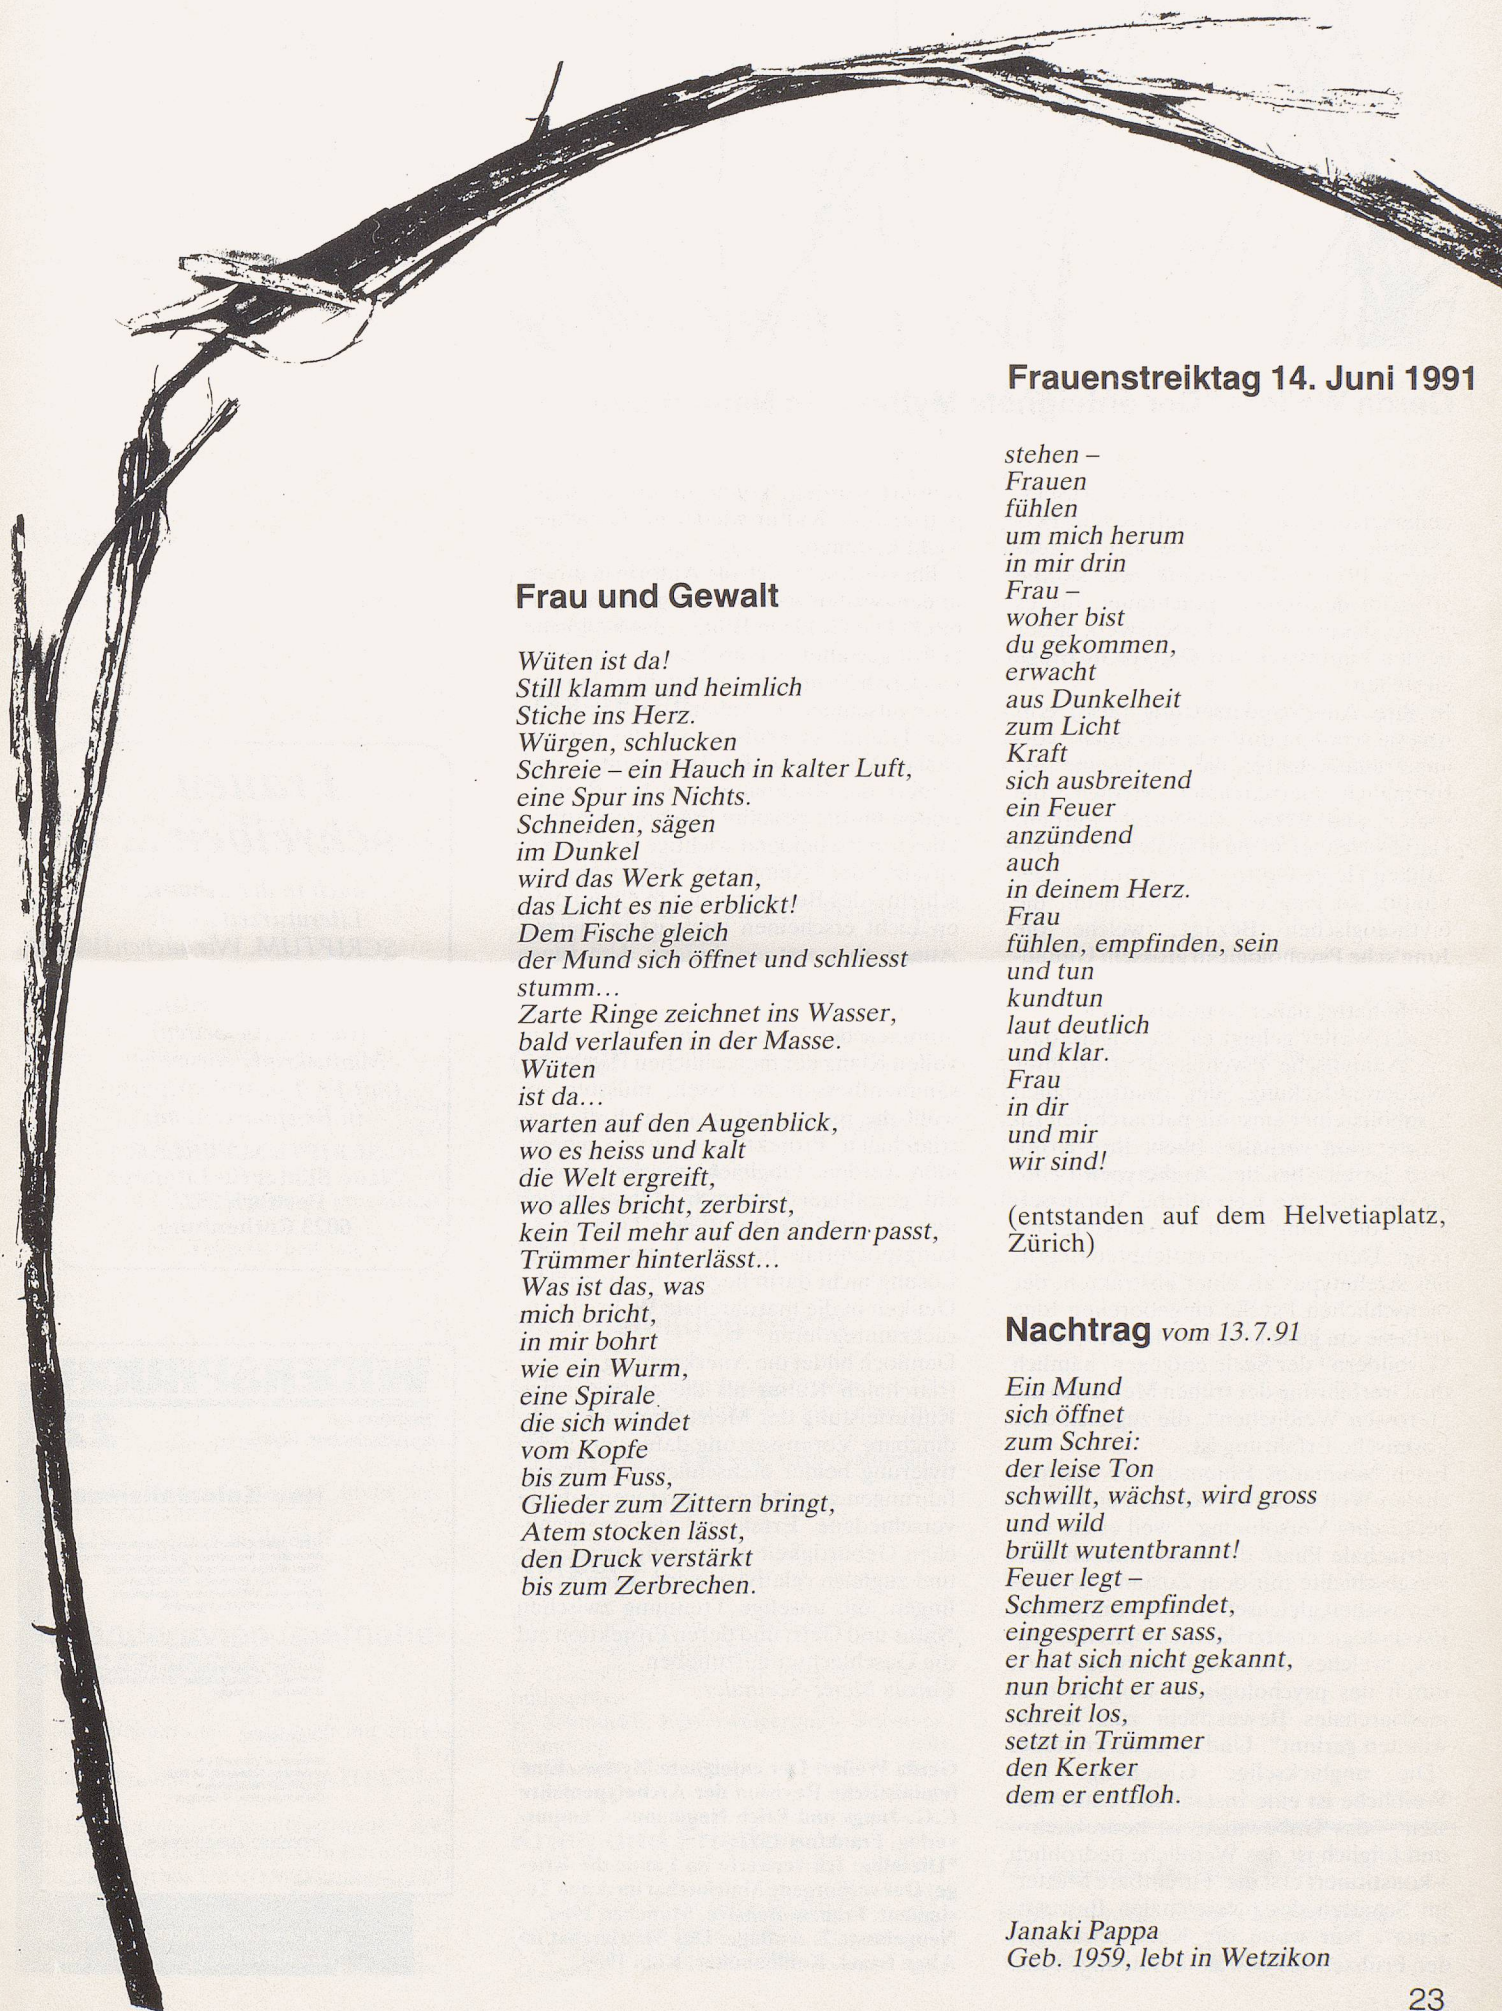 Frau und Gewalt
Wüten ist da!
Still klamm und heimlich
Stiche ins Herz.
Würgen, schlucken
Schreie – ein Hauch in kalter Luft,
eine Spur ins Nichts.
Schneiden, sägen
im Dunkel
wird das Werk getan,
das Licht es nie erblickt!
Dem Fische gleich
der Mund sich öffnet und schliesst
stumm...
Zarte Ringe zeichnet ins Wasser,
bald verlaufen in der Masse.
Wüten
ist da...
warten auf den Augenblick,
wo es heiss und kalt
die Welt ergreift,
wo alles bricht, zerbirst,
kein Teil mehr auf den andern passt,
Trümmer hinterlässt...
Was ist das, was
mich bricht,
in mir bohrt
wie ein Wurm,
eine Spirale
die sich windet
vom Kopfe
bis zum Fuss,
Glieder zum Zittern bringt,
Atem stocken lässt,
den Druck verstärkt
bis zum Zerbrechen.
Frauenstreiktag 14. Juni 1991
stehen –
Frauen
fühlen
um mich herum
in mir drin
Frau –
woher bist
du gekommen,
erwacht
aus Dunkelheit
zum Licht
Kraft
sich ausbreitend
ein Feuer
anzündend
auch
in deinem Herz.
Frau
fühlen, empfinden, sein
und tun
kundtun
laut deutlich
und klar.
Frau
in dir
und mir
wir sind!
(entstanden auf dem Helvetiaplatz,
Zürich)
Nachtrag vom 13.7.91
Ein Mund
sich öffnet
zum Schrei:
der leise Ton
schwillt, wächst, wird gross
und wild
brüllt wutentbrannt!
Feuer legt –
Schmerz empfindet,
eingesperrt er sass,
er hat sich nicht gekannt,
nun bricht er aus,
schreit los,
setzt in Trümmer
den Kerker
dem er entfloh.
Janaki Pappa
Geb. 1959, lebt in Wetzikon
23